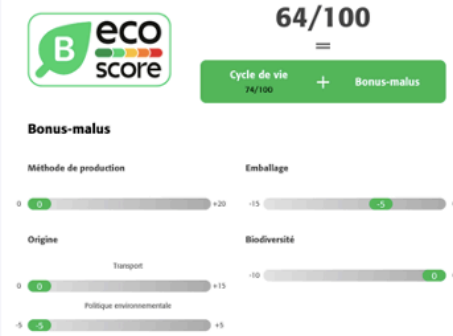 64/100
B
eco
score
=
Cycle de vie
74/100
+
Bonus-malus
Bonus-malus
Méthode de production
0 0 +20
Emballage
-15 -5
Origine
Transport
0 0 +15
Politique environnementale
-5 -5 +5
Biodiversité
-10 0